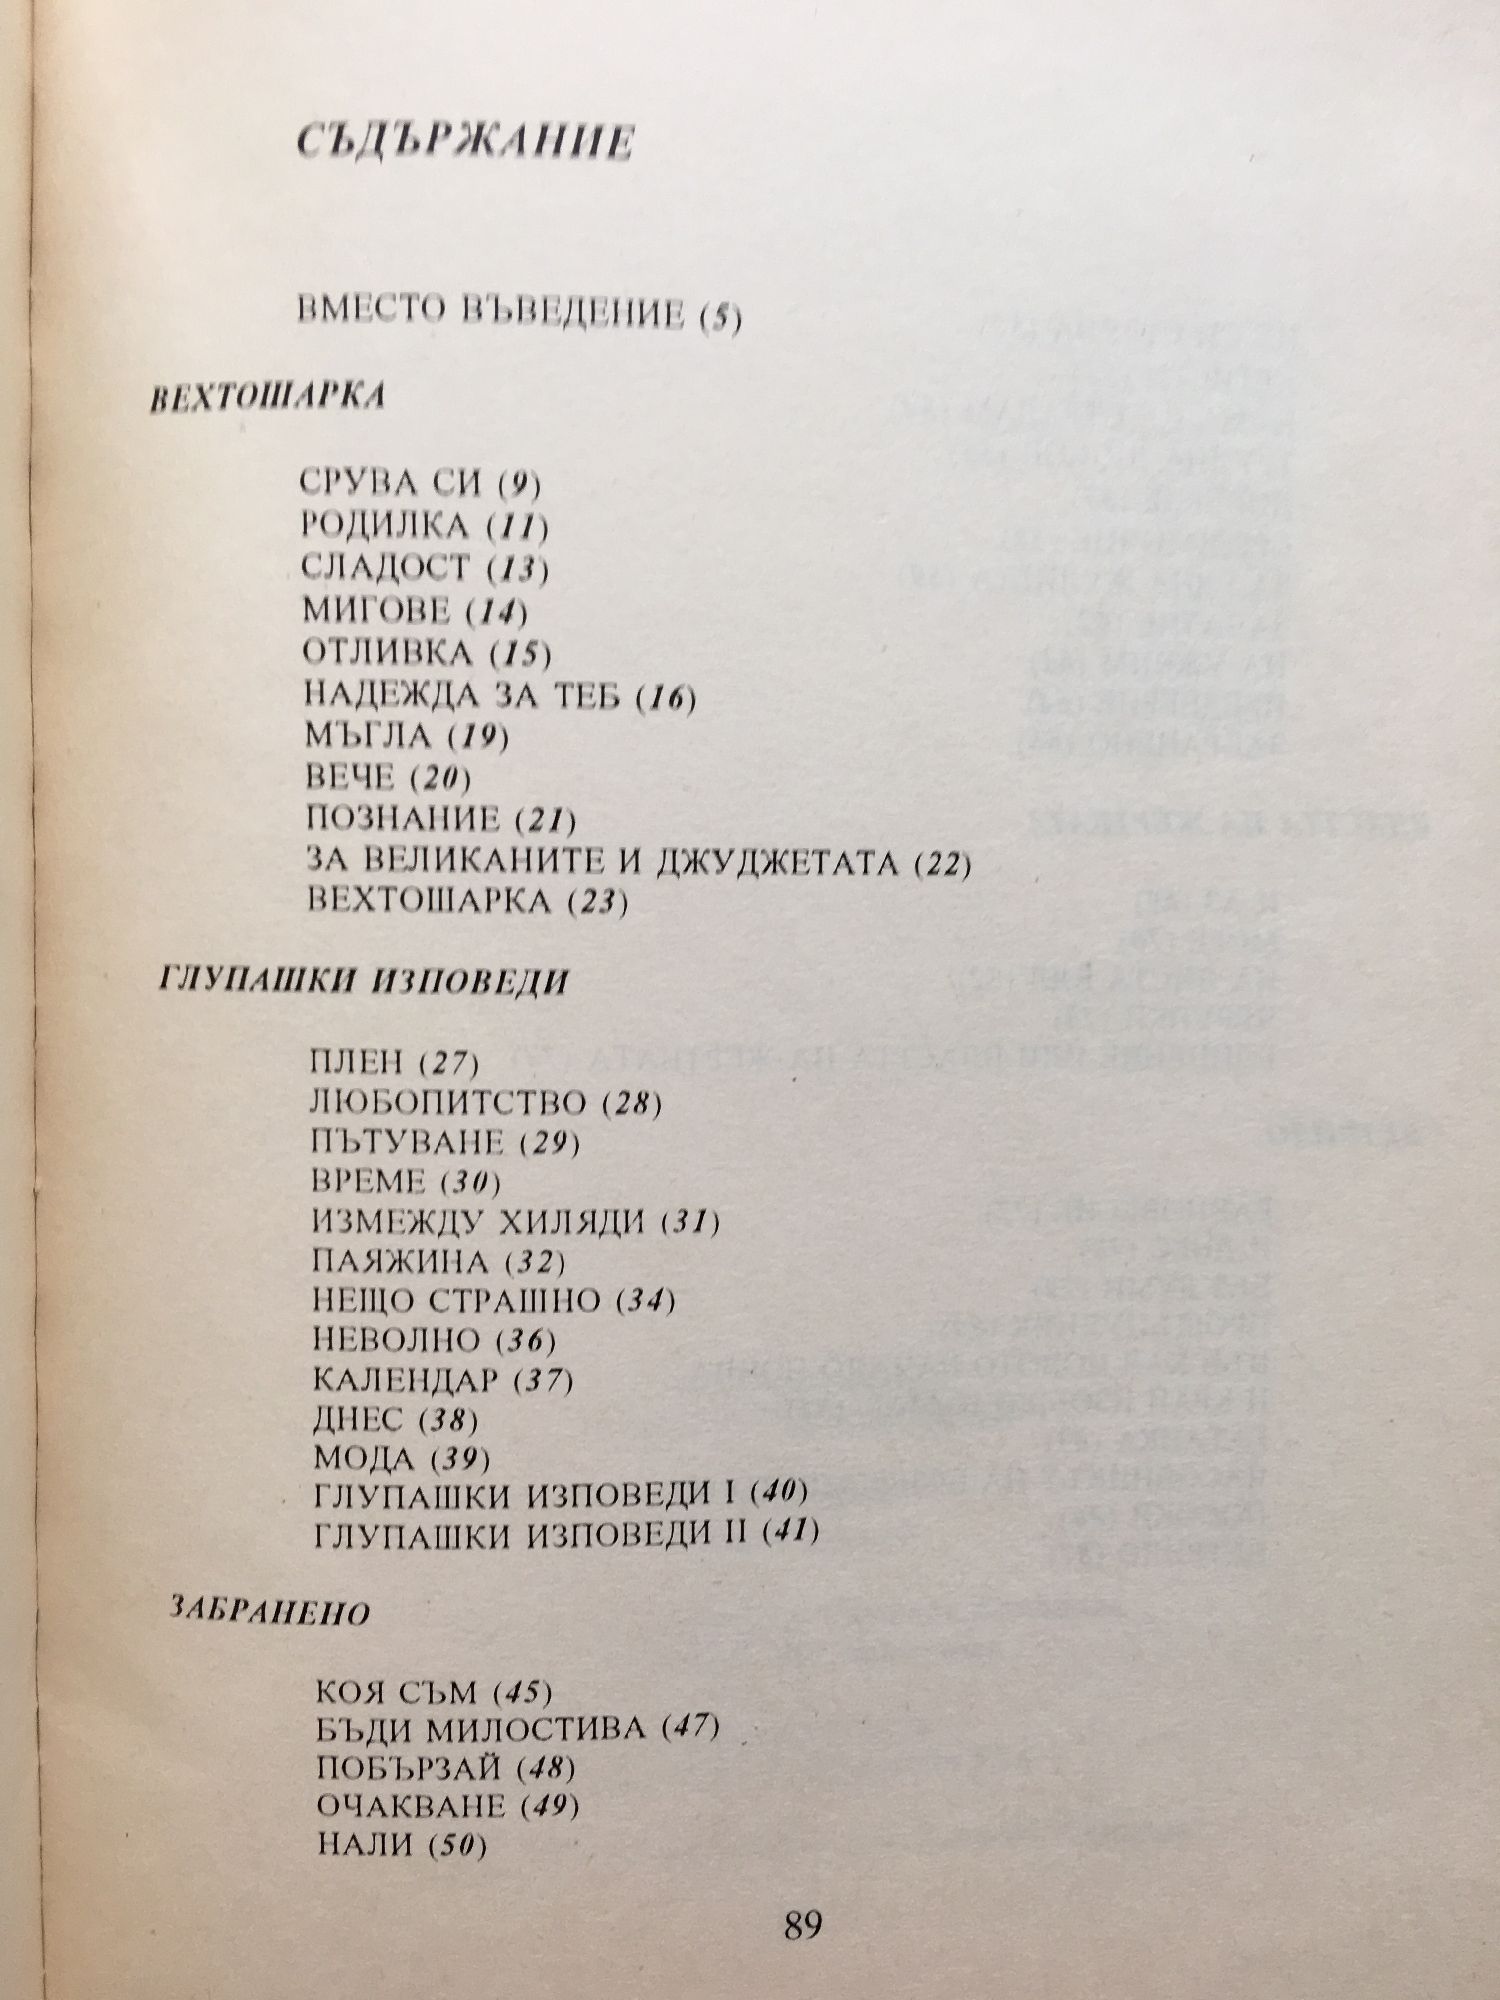 СЪДЪРЖАНИЕ
ВМЕСТО ВЪВЕДЕНИЕ (5)
ВЕХТОШАРКА
СРУВА СИ (9)
РОДИЛКА (11)
СЛАДОСТ (13)
МИГОВЕ (14)
ОТЛИВКА (15)
НАДЕЖДА ЗА ТЕБ (16)
МЪГЛА (19)
ВЕЧЕ (20)
ПОЗНАНИЕ (21)
ЗА ВЕЛИКАНИТЕ И ДЖУДЖЕТАТА (22)
ВЕХТОШАРКА (23)
ГЛУПАШКИ ИЗПОВЕДИ
ПЛЕН (27)
ЛЮБОПИТСТВО (28)
ПЪТУВАНЕ (29)
ВРЕМЕ (30)
ИЗМЕЖДУ ХИЛЯДИ (31)
ПАЯЖИНА (32)
НЕЩО СТРАШНО (34)
НЕВОЛНО (36)
КАЛЕНДАР (37)
ДНЕС (38)
МОДА (39)
ГЛУПАШКИ ИЗПОВЕДИ I (40)
ГЛУПАШКИ ИЗПОВЕДИ II (41)
ЗАБРАНЕНО
КОЯ СЪМ (45)
БЪДИ МИЛОСТИВА (47)
ПОБЪРЗАЙ (48)
ОЧАКВАНЕ (49)
НАЛИ (50)
89